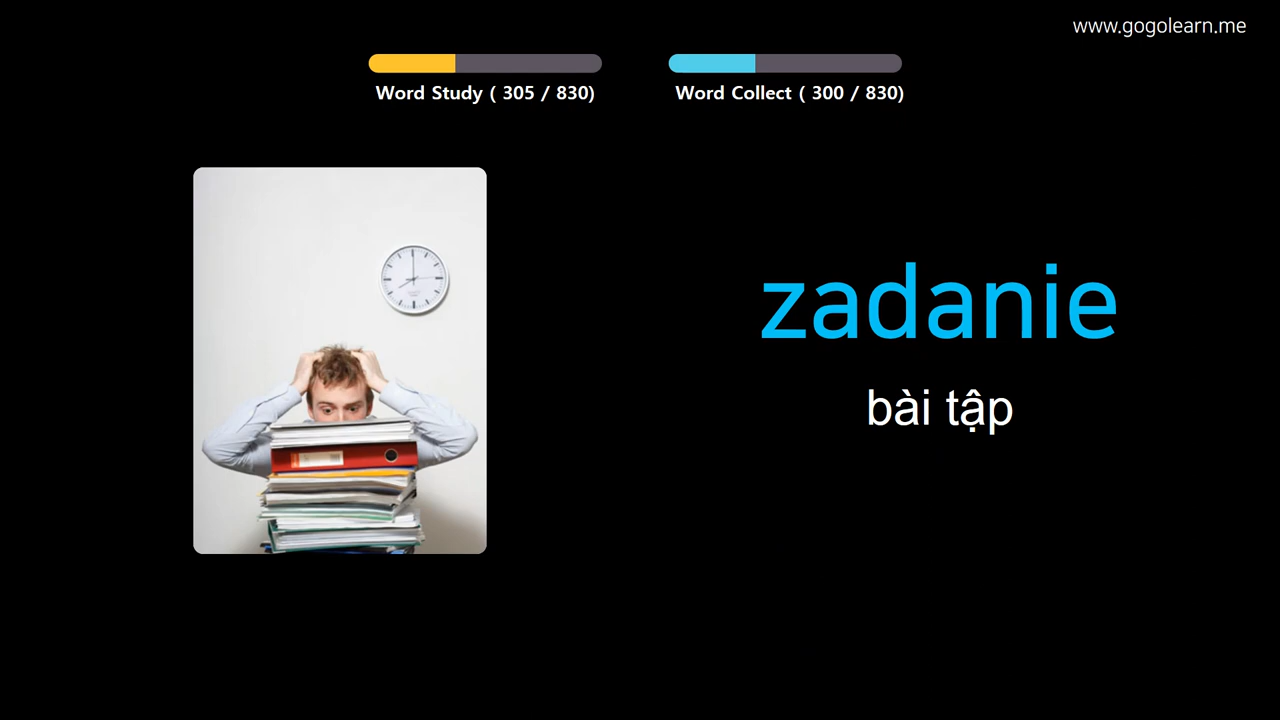 www.gogolearn.me
Word Study ( 305 / 830)
Word Collect ( 300 / 830)
zadanie
bài tập